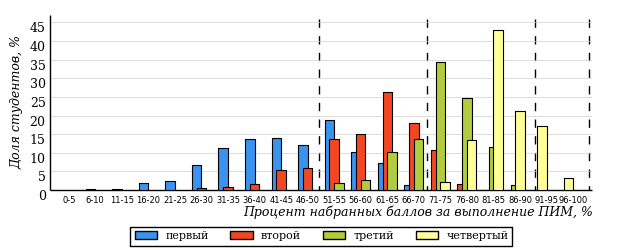 Доля студентов, %
45
40
35
30
25
20
15
10
5
0
0-5 6-10 11-15 16-20 21-25 26-30 31-35 36-40 41-45 46-50 51-55 56-60 61-65 66-70 71-75 76-80 81-85 86-90 91-95 96-100
Процент набранных баллов за выполнение ПИМ, %
первый второй третий четвертый